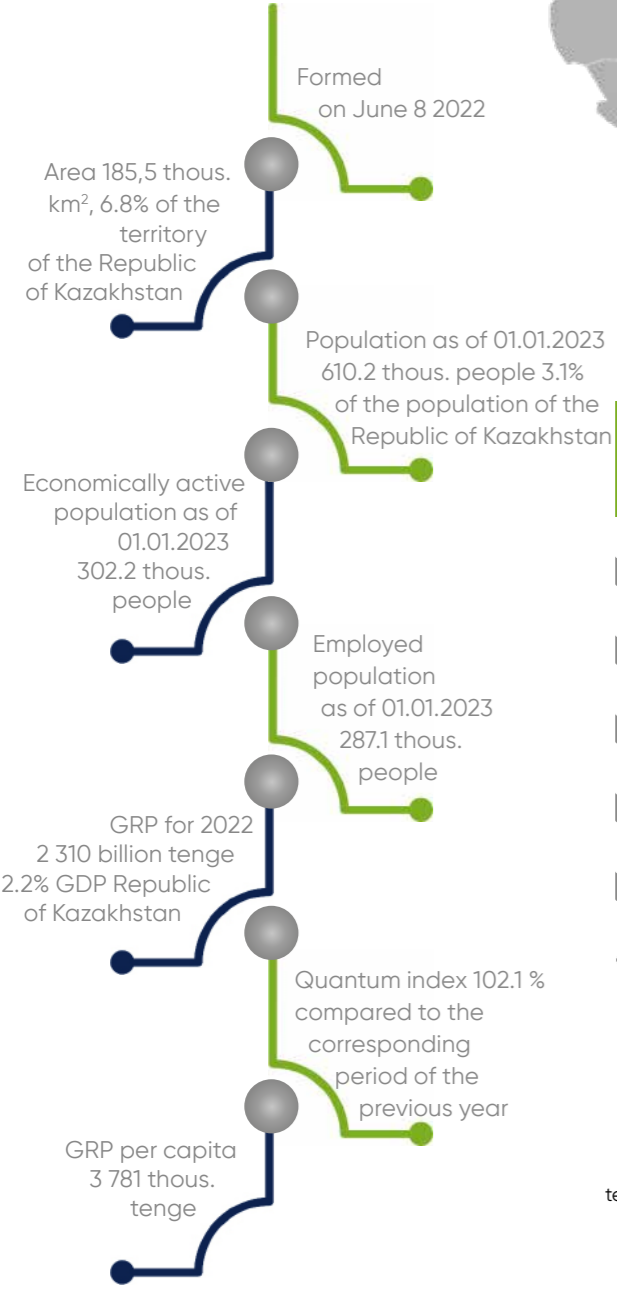 Formed
on June 8 2022
Area 185,5 thous.
km², 6.8% of the
territory
of the Republic
of Kazakhstan
Population as of 01.01.2023
610.2 thous. people 3.1%
of the population of the
Republic of Kazakhstan
Economically active
population as of
01.01.2023
302.2 thous.
people
Employed
population
as of 01.01.2023
287.1 thous.
people
GRP for 2022
2 310 billion tenge
2.2% GDP Republic
of Kazakhstan
Quantum index 102.1 %
compared to the
corresponding
period of the
previous year
GRP per capita
3 781 thous.
tenge